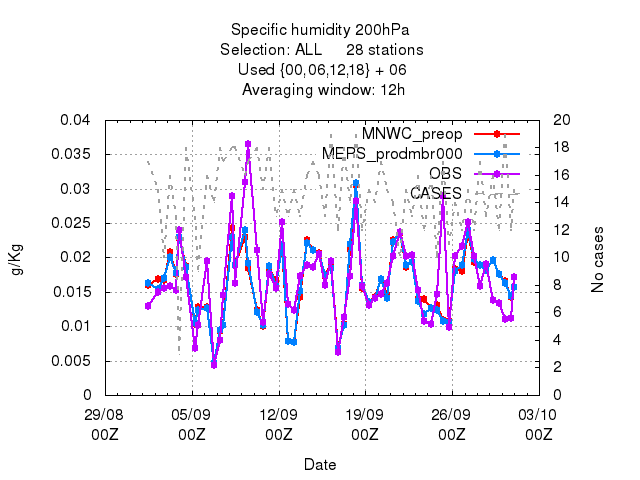 Specific humidity 200hPa
Selection: ALL 28 stations
Used {00,06,12,18} + 06
Averaging window: 12h
0.04 20
MNWC_preop
0.035 18
MEPS_prodmbr000
16
0.03 OBS
14
CASES
0.025 12
g/Kg 0.02 10 No cases
0.015 8
0.01 6
4
0.005 2
0 0
29/08 05/09 12/09 19/09 26/09 03/10
00Z 00Z 00Z 00Z 00Z 00Z
Date